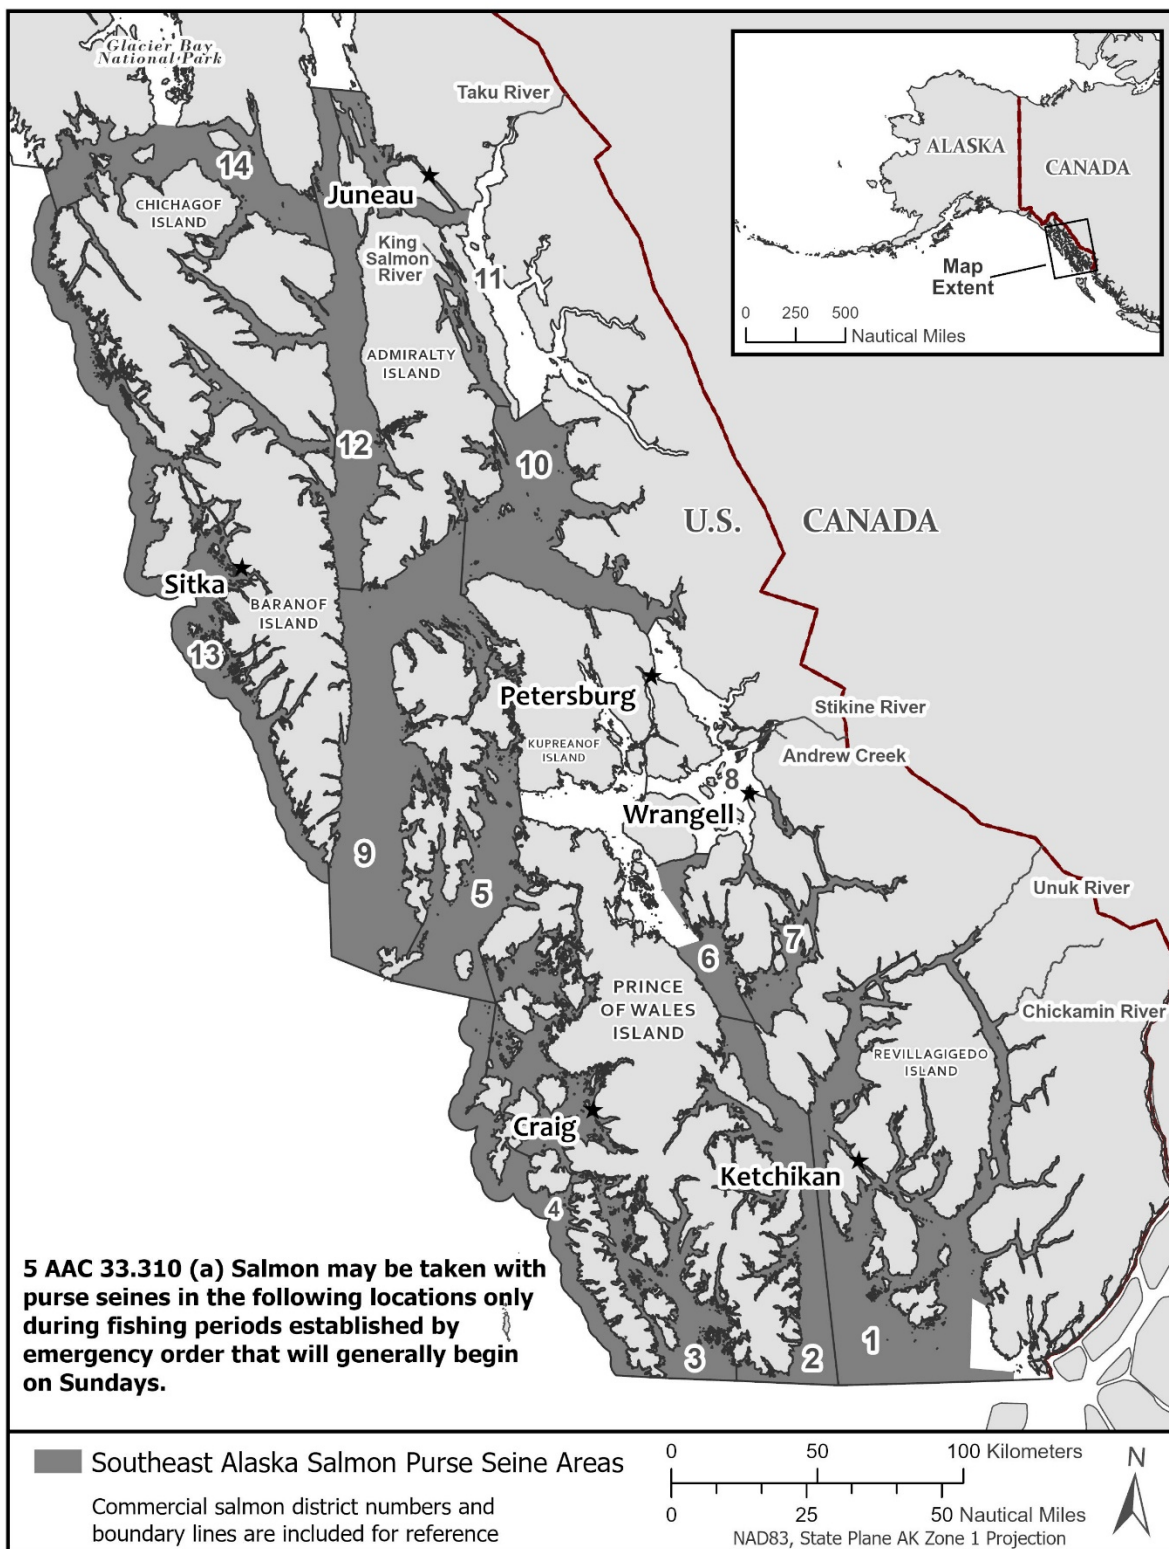 Glacier Bay
National Park
Taku River
14
Juneau
CHICHAGOF
ISLAND
King
Salmon
River
11
ADMIRALTY
ISLAND
12
10
ALASKA
CANADA
Map
Extent
0 250 500
Nautical Miles
U.S. CANADA
Sitka
BARANOF
ISLAND
13
Petersburg
Stikine River
KUPREANOF
ISLAND
Andrew Creek
8
Wrangell
9
5
Unuk River
7
6
PRINCE
OF WALES
ISLAND
Chickamin River
REVILLAGIGEDO
ISLAND
Craig
Ketchikan
4
3
2
1
5 AAC 33.310 (a) Salmon may be taken with
purse seines in the following locations only
during fishing periods established by
emergency order that will generally begin
on Sundays.
Southeast Alaska Salmon Purse Seine Areas
Commercial salmon district numbers and
boundary lines are included for reference
0 50 100 Kilometers
0 25 50 Nautical Miles
NAD83, State Plane AK Zone 1 Projection
N